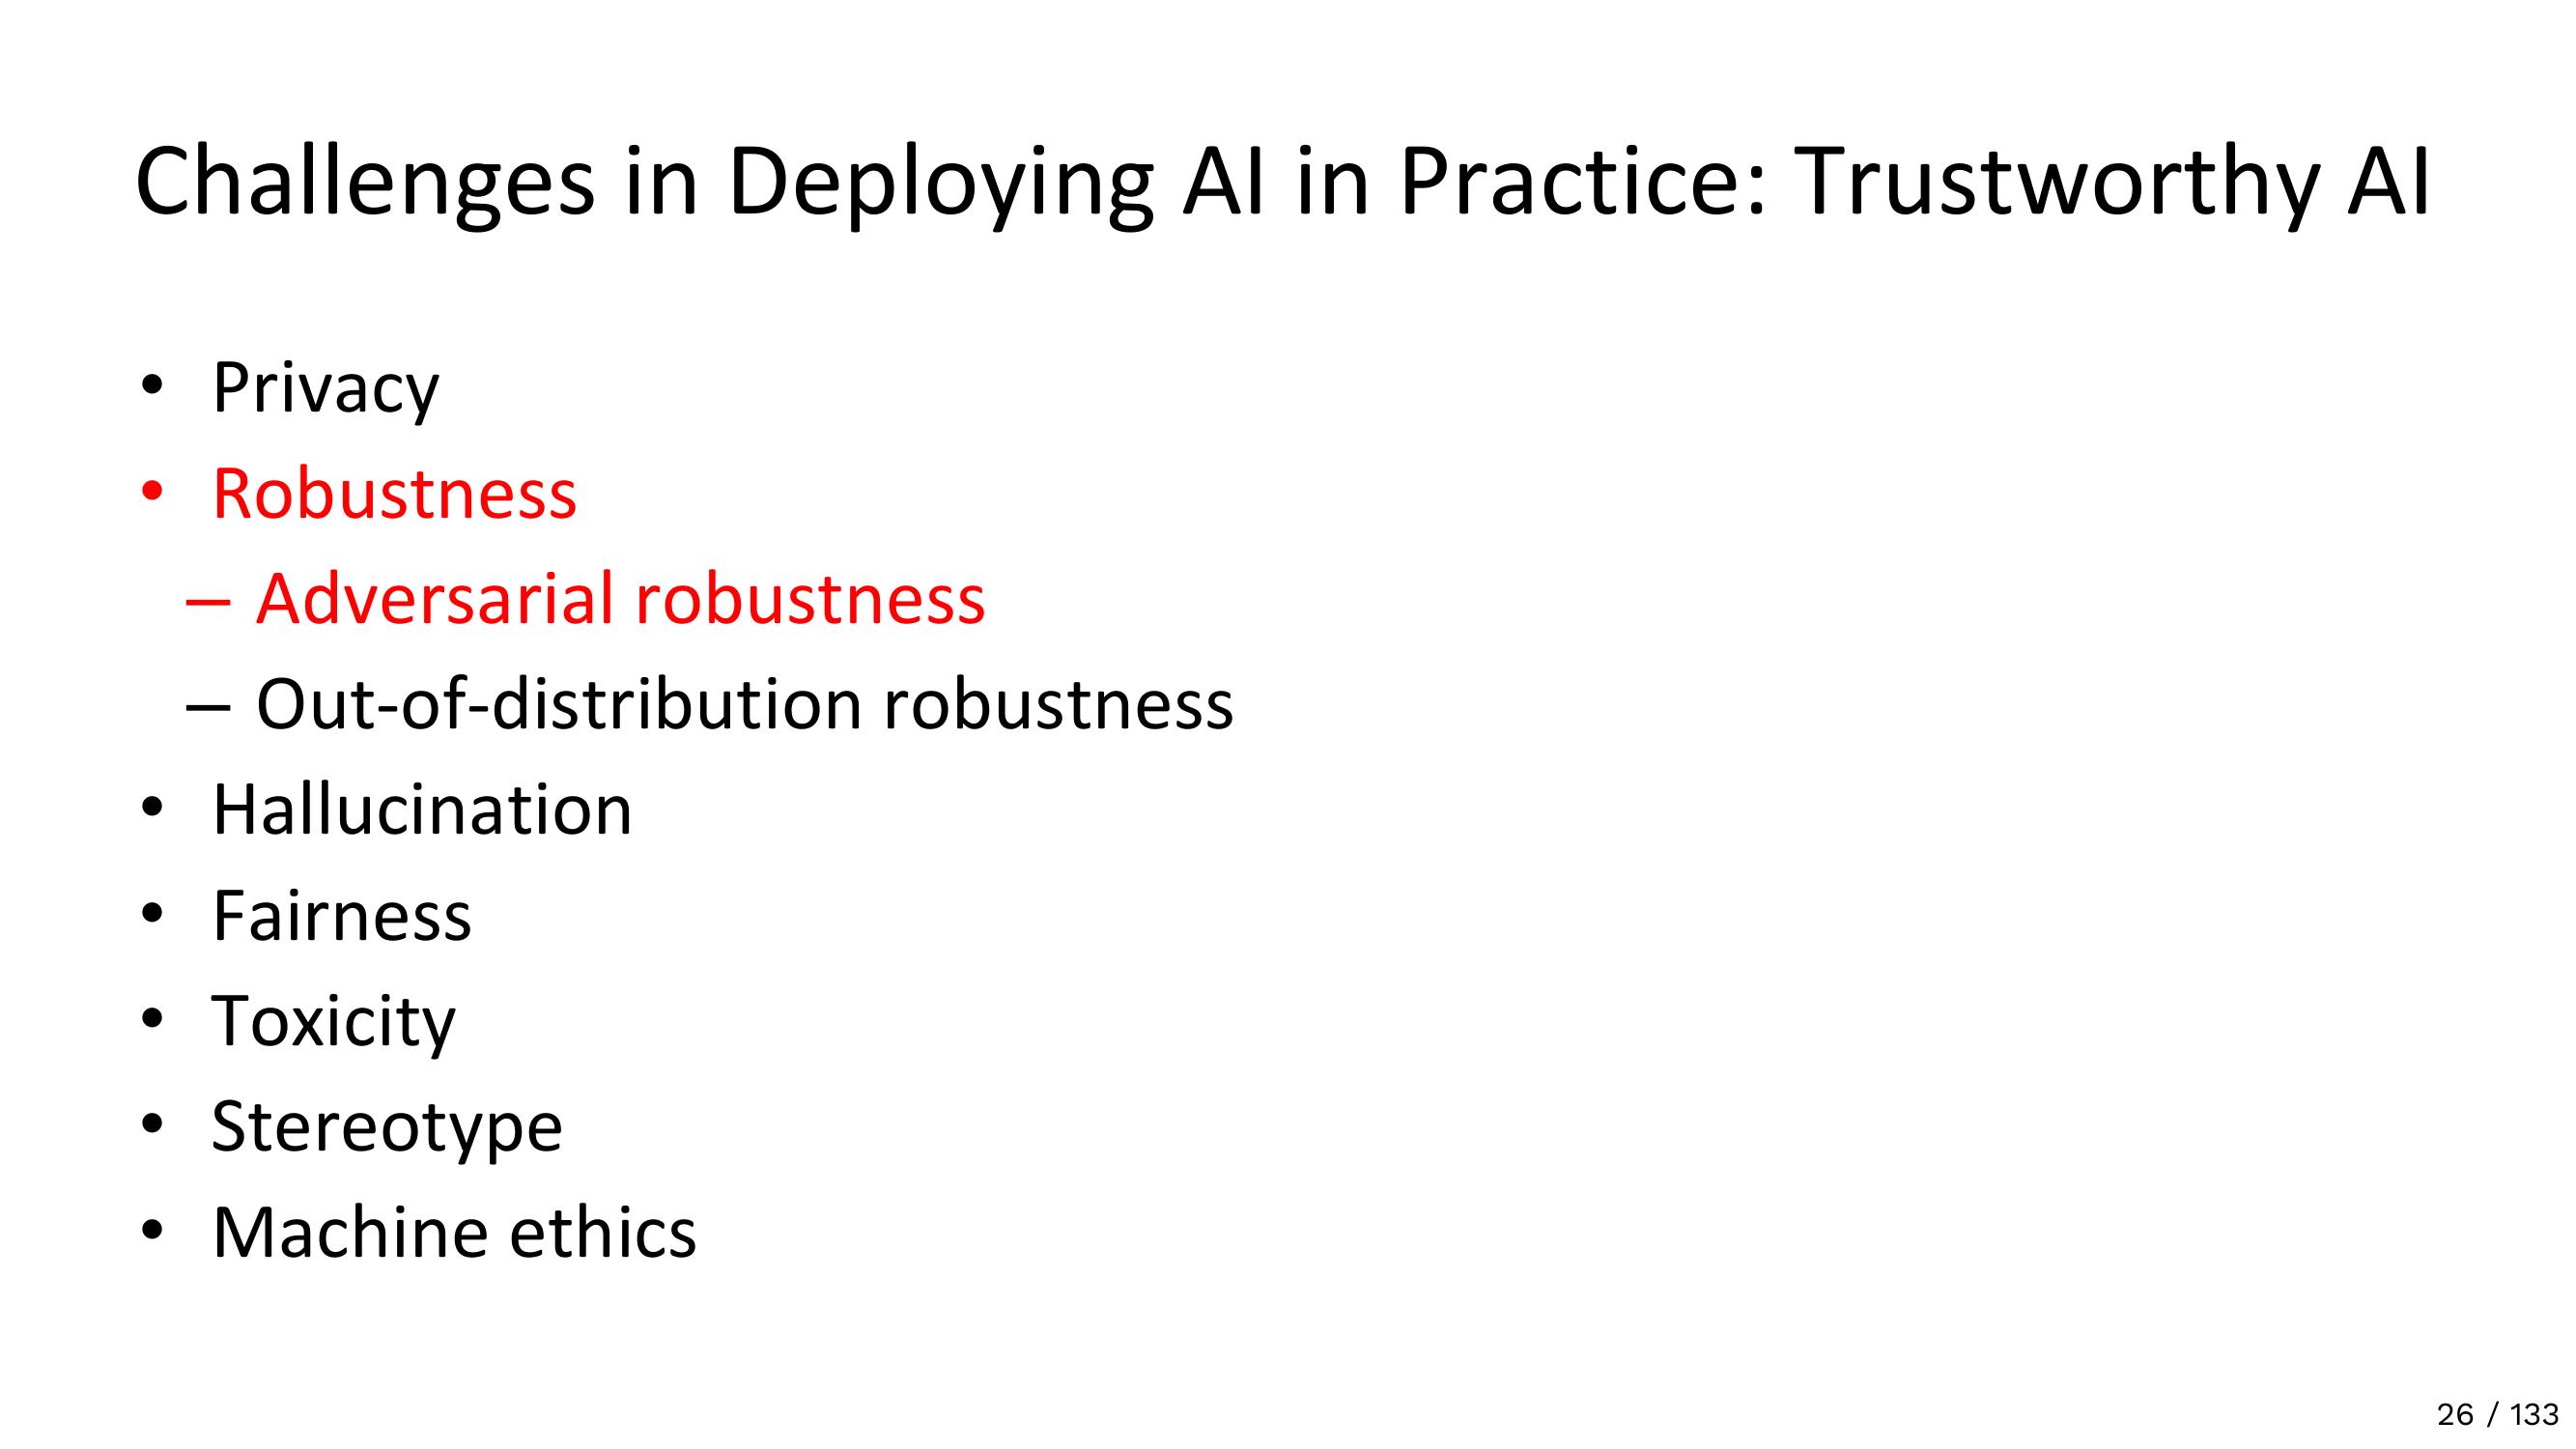 Challenges in Deploying AI in Practice: Trustworthy AI
• Privacy
• Robustness
– Adversarial robustness
– Out-of-distribution robustness
• Hallucination
• Fairness
• Toxicity
• Stereotype
• Machine ethics
26 / 133